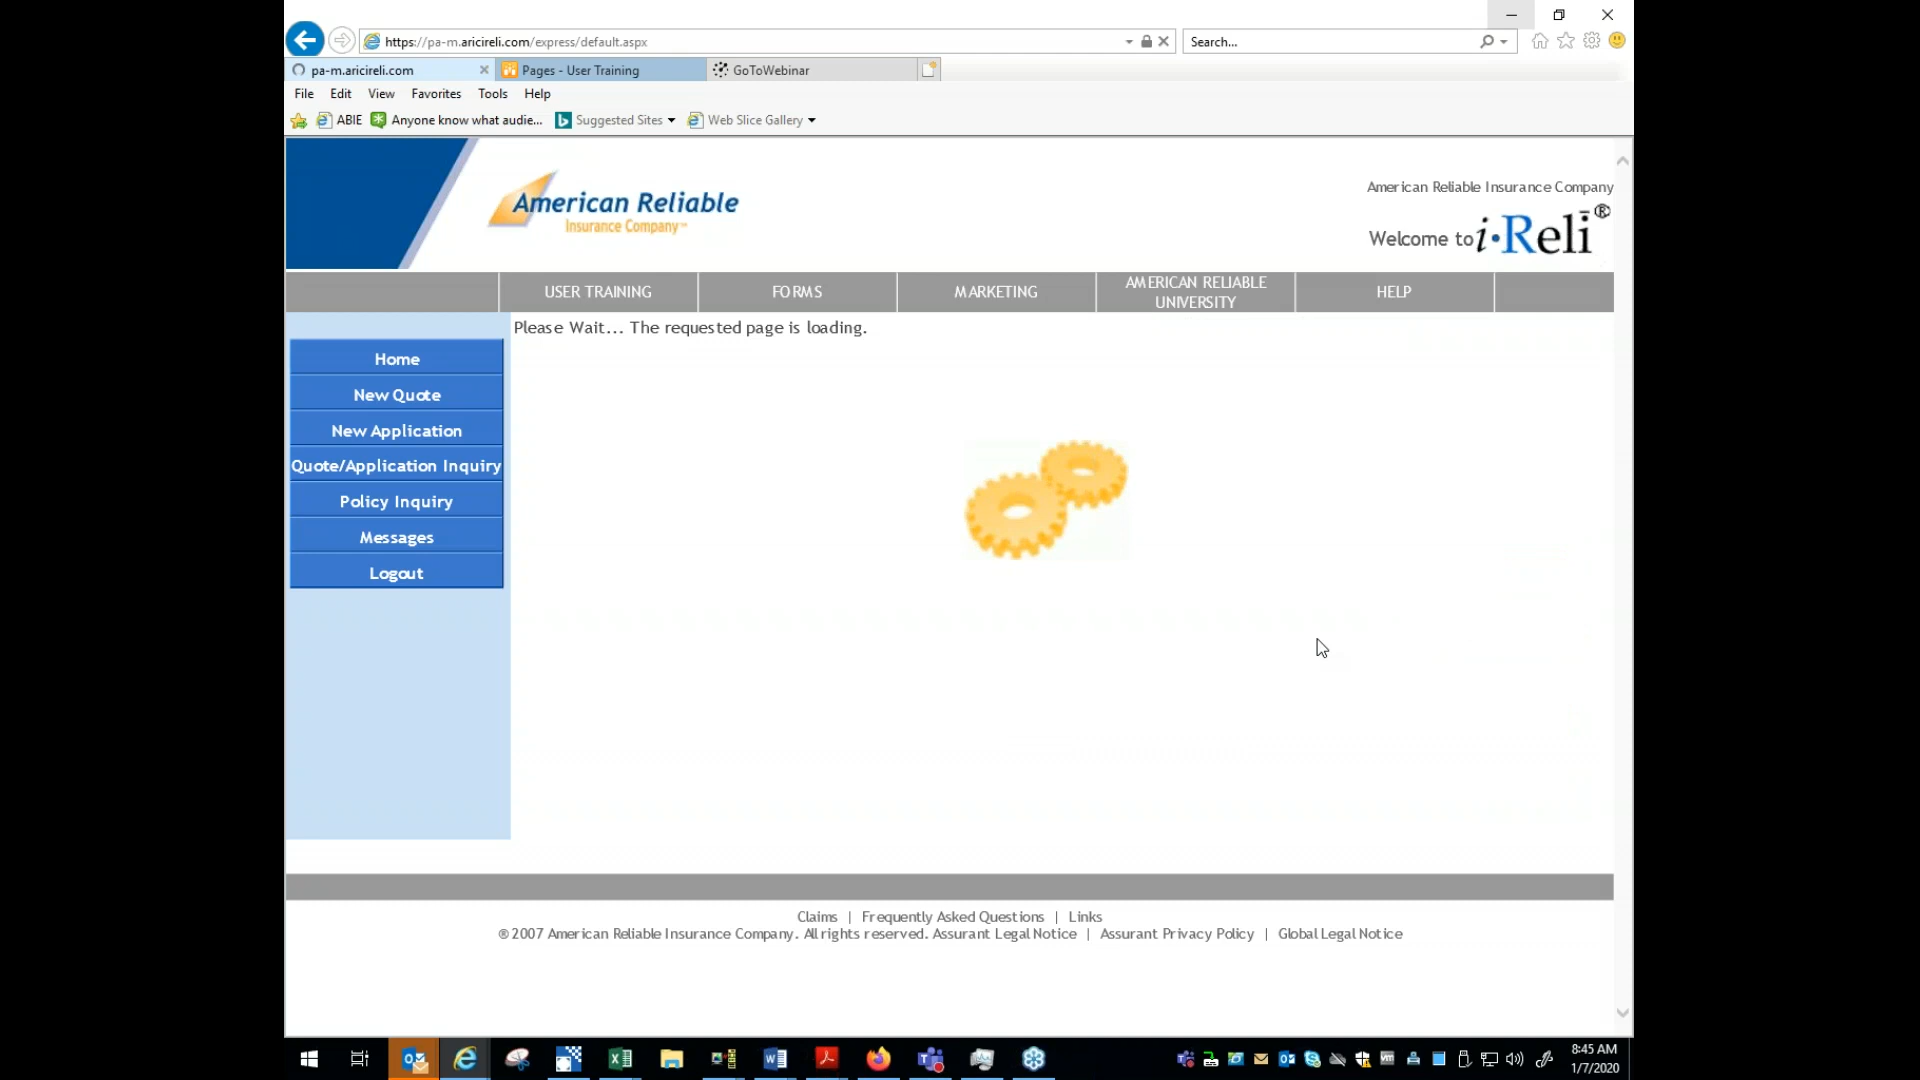 https://pa-m.aricireli.com/express/default.aspx
Search...
pa-m.aricireli.com
Pages - User Training
GoToWebinar
File Edit View Favorites Tools Help
ABIE
Anyone know what audie...
Suggested Sites
Web Slice Gallery
American Reliable
Insurance Company™
American Reliable Insurance Company
Welcome to i•Reli®
USER TRAINING
FORMS
MARKETING
AMERICAN RELIABLE
UNIVERSITY
HELP
Please Wait... The requested page is loading.
Home
New Quote
New Application
Quote/Application Inquiry
Policy Inquiry
Messages
Logout
Claims | Frequently Asked Questions | Links
®2007 American Reliable Insurance Company. All rights reserved. Assurant Legal Notice | Assurant Privacy Policy | Global Legal Notice
8:45 AM
1/7/2020